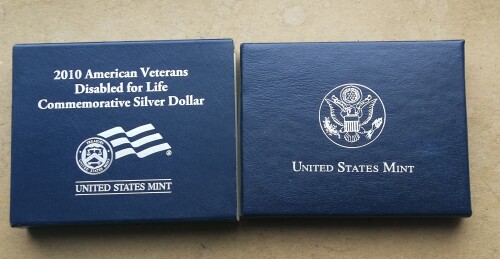 2010 American Veterans
Disabled for Life
Commemorative Silver Dollar
®
UNITED STATES MINT
UNITED STATES MINT